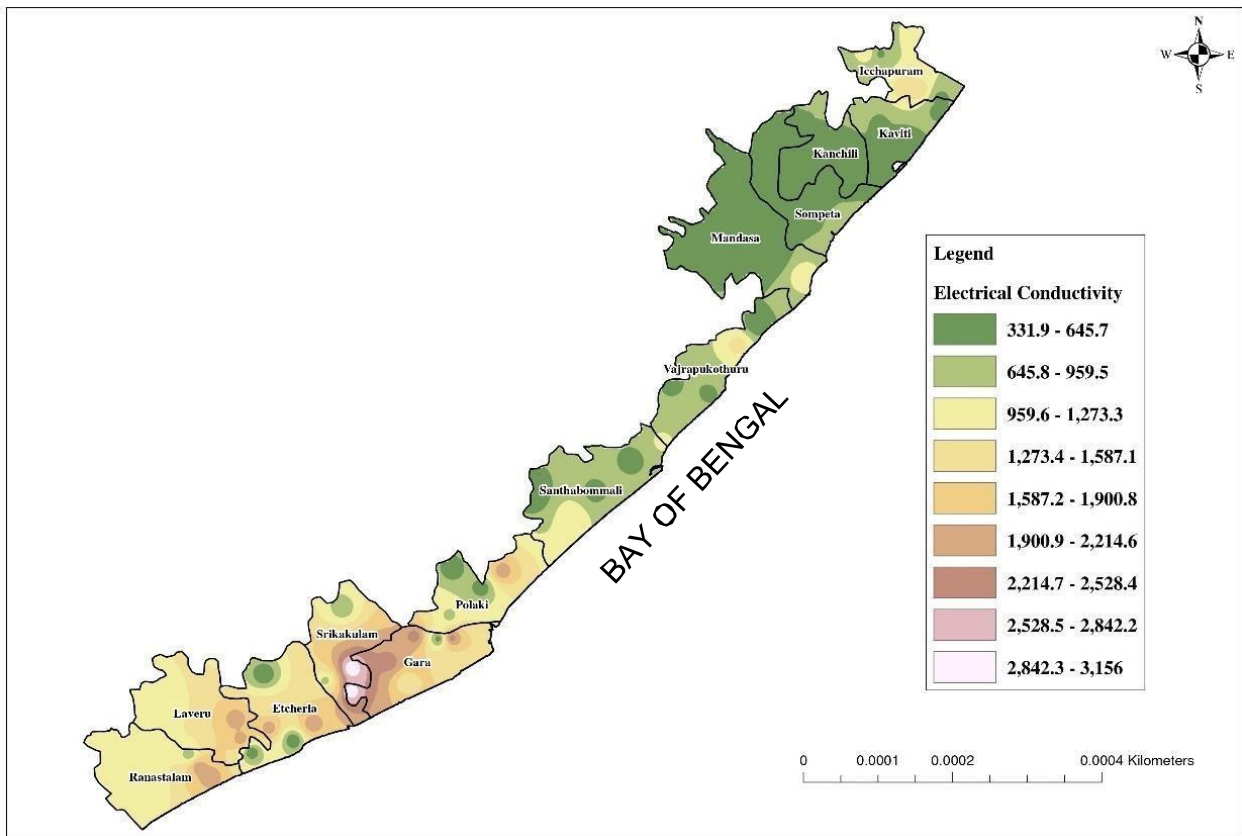 N
W E
S
Icchapuram
Kaviti
Kanchili
Sompeta
Mandasa
Vajrapukothuru
Santhabommali
Polaki
Srikakulam
Gara
Etcherla
Laveru
Ranastalam
BAY OF BENGAL
Legend
Electrical Conductivity
331.9 - 645.7
645.8 - 959.5
959.6 - 1,273.3
1,273.4 - 1,587.1
1,587.2 - 1,900.8
1,900.9 - 2,214.6
2,214.7 - 2,528.4
2,528.5 - 2,842.2
2,842.3 - 3,156
0 0.0001 0.0002 0.0004 Kilometers